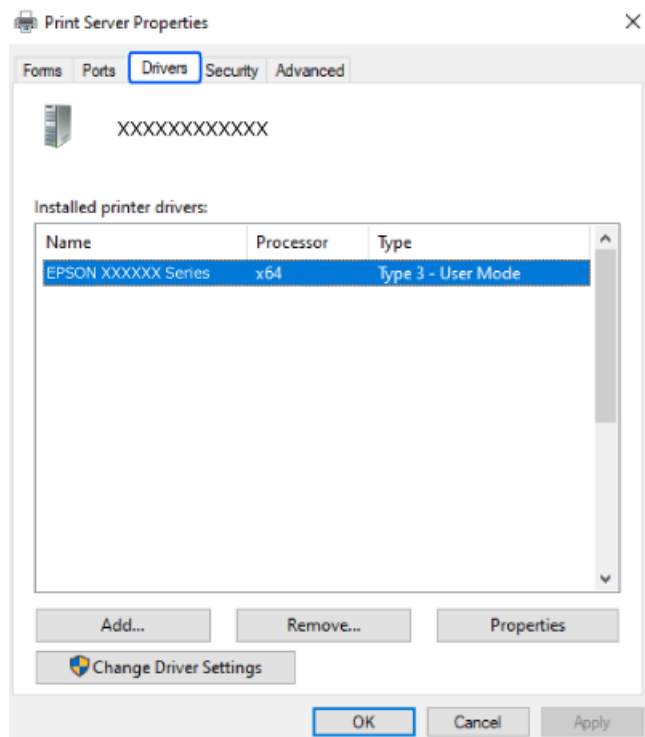 Print Server Properties
Forms Ports Drivers Security Advanced
XXXXXXXXXXXX
Installed printer drivers:
Name Processor Type
EPSON XXXXXX Series x64 Type 3 - User Mode
Add... Remove... Properties
Change Driver Settings
OK Cancel Apply